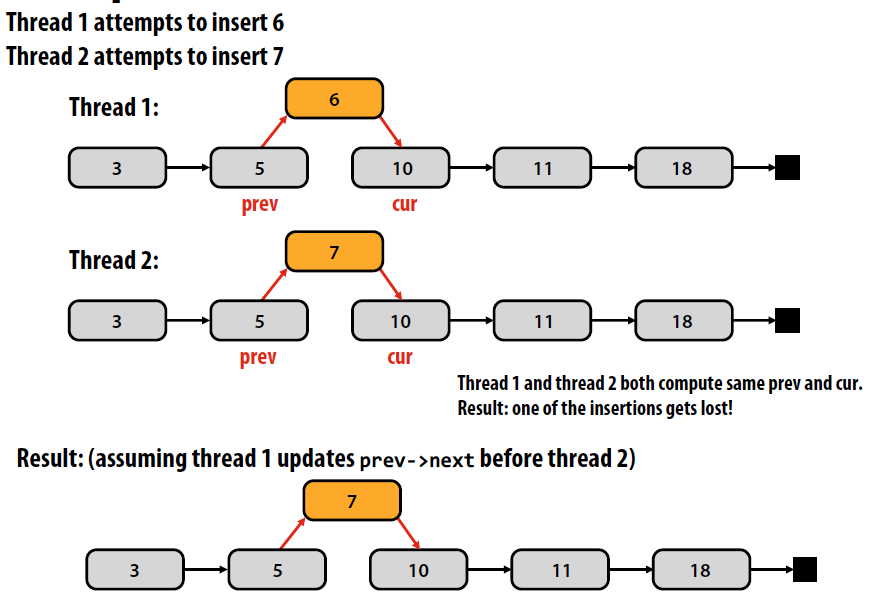 Thread 1 attempts to insert 6
Thread 2 attempts to insert 7
Thread 1:
6
3 5 10 11 18
prev cur
Thread 2:
7
3 5 10 11 18
prev cur
Thread 1 and thread 2 both compute same prev and cur.
Result: one of the insertions gets lost!
Result: (assuming thread 1 updates prev->next before thread 2)
7
3 5 10 11 18